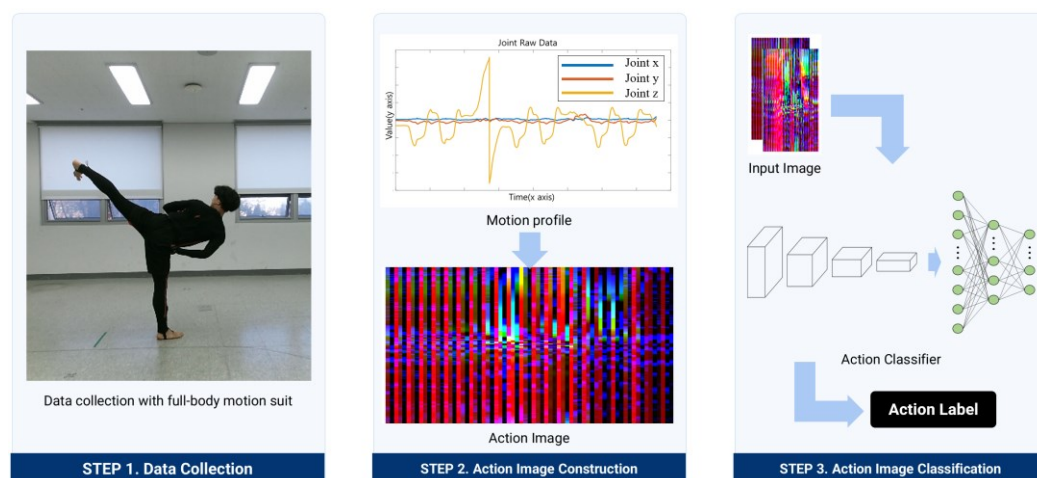 Data collection with full-body motion suit
STEP 1. Data Collection
Joint Raw Data
Joint x
Joint y
Joint z
Value(y axis)
Time(x axis)
Motion profile
Action Image
STEP 2. Action Image Construction
Input Image
Action Classifier
Action Label
STEP 3. Action Image Classification